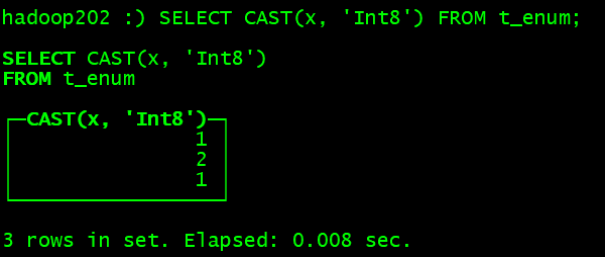 hadoop202 :) SELECT CAST(x, 'Int8') FROM t_enum;
SELECT CAST(x, 'Int8')
FROM t_enum
CAST(x, 'Int8')
1
2
1
3 rows in set. Elapsed: 0.008 sec.